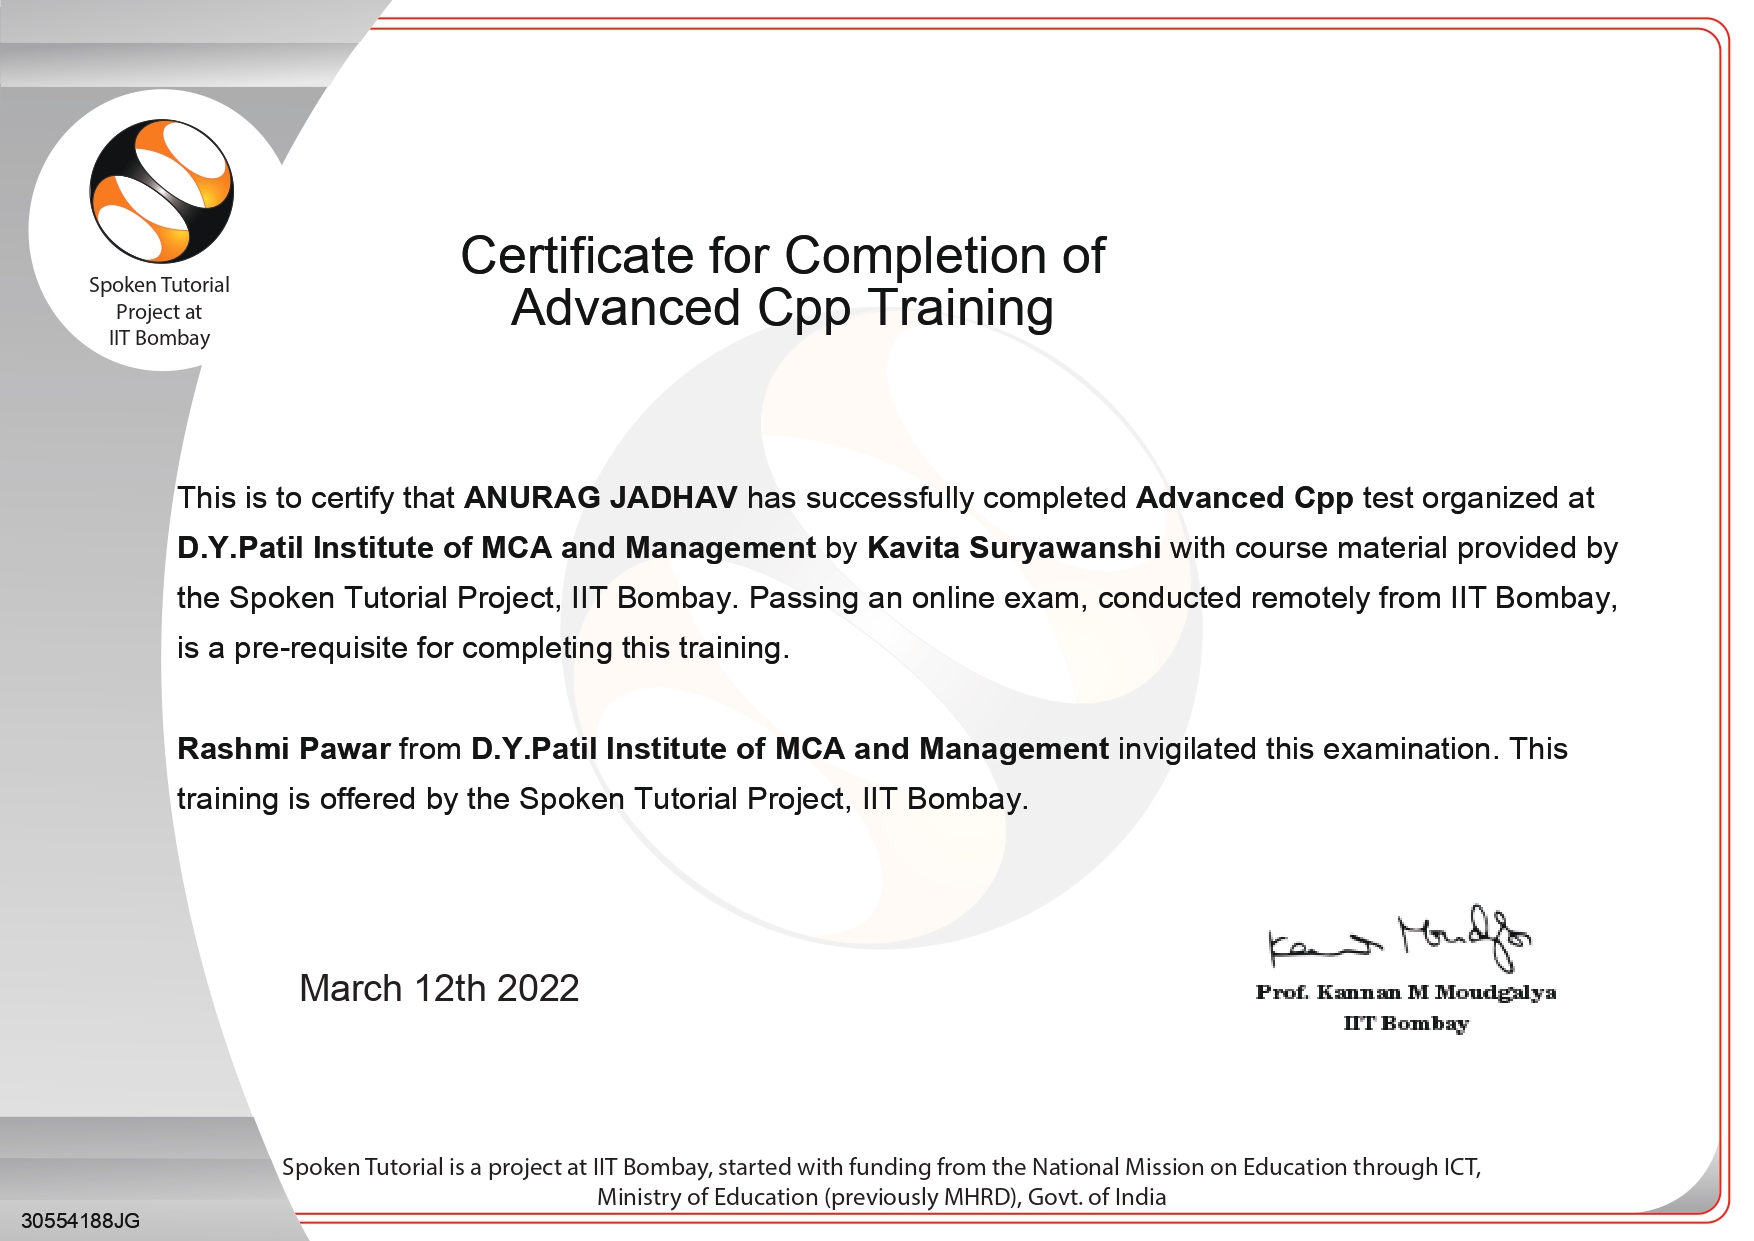 Spoken Tutorial
Project at
IIT Bombay
Certificate for Completion of
Advanced Cpp Training
This is to certify that ANURAG JADHAV has successfully completed Advanced Cpp test organized at
D.Y.Patil Institute of MCA and Management by Kavita Suryawanshi with course material provided by
the Spoken Tutorial Project, IIT Bombay. Passing an online exam, conducted remotely from IIT Bombay,
is a pre-requisite for completing this training.
Rashmi Pawar from D.Y.Patil Institute of MCA and Management invigilated this examination. This
training is offered by the Spoken Tutorial Project, IIT Bombay.
March 12th 2022
Kannan Moudgalya
Prof. Kannan M Moudgalya
IIT Bombay
Spoken Tutorial is a project at IIT Bombay, started with funding from the National Mission on Education through ICT,
Ministry of Education (previously MHRD), Govt. of India
30554188JG